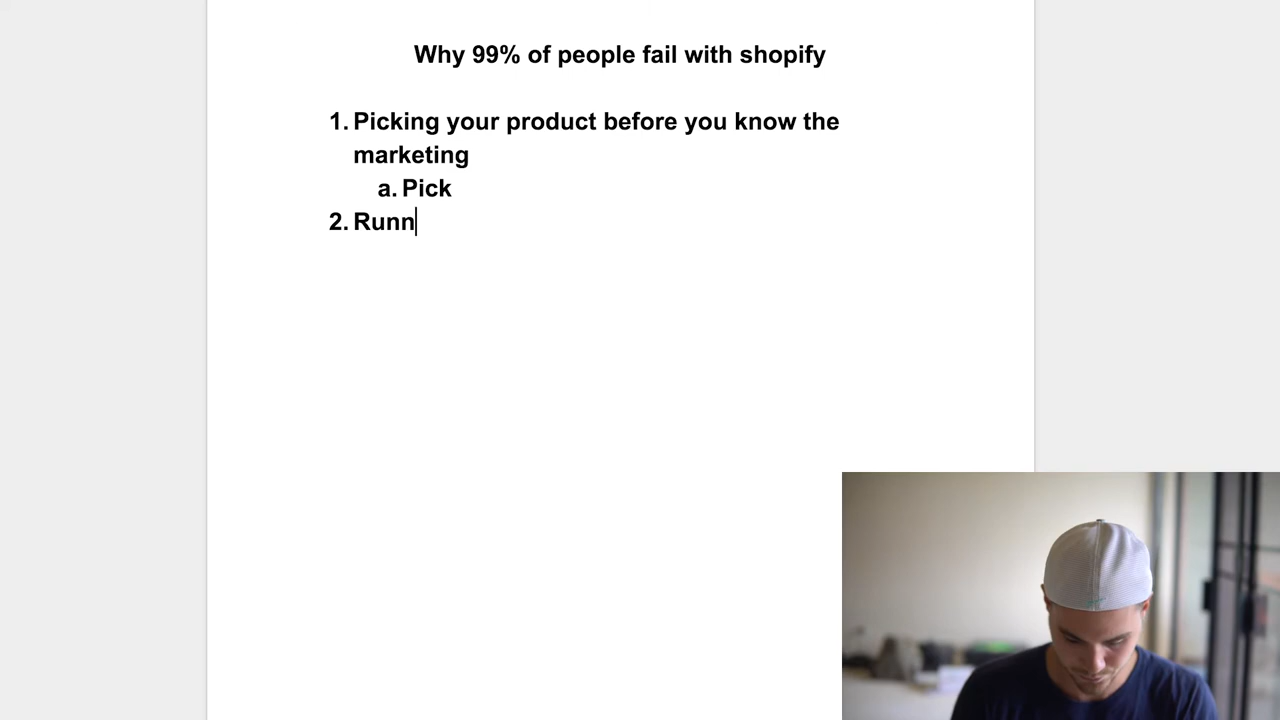 Why 99% of people fail with shopify
1. Picking your product before you know the
marketing
a. Pick
2. Runn